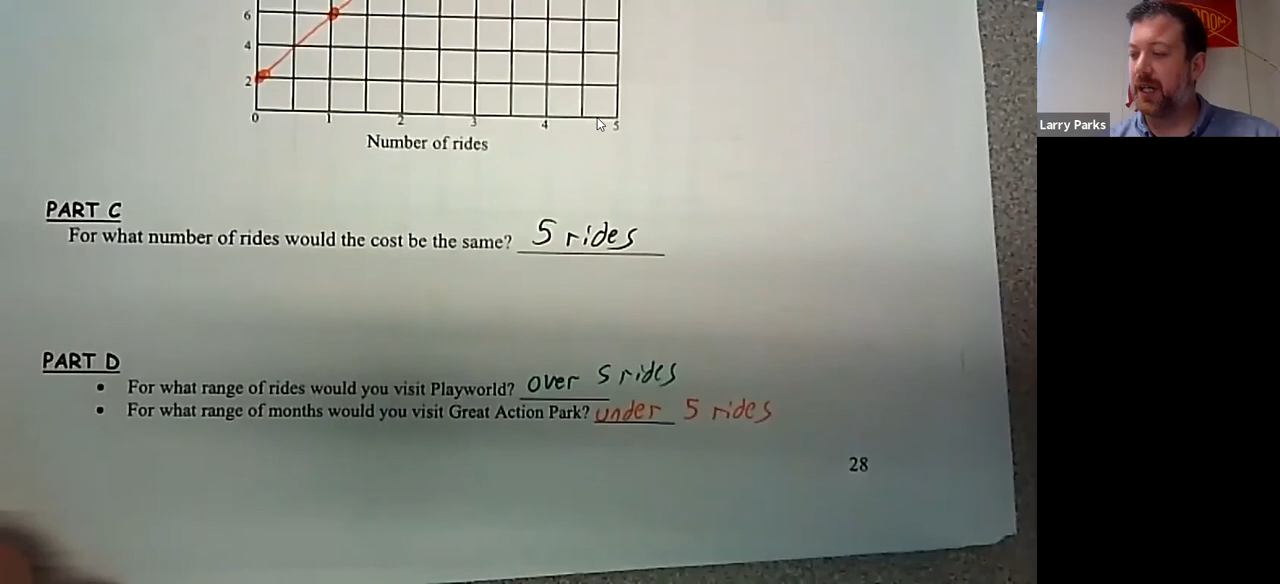 6
4
2
0 1 2 3 4 5
Number of rides
PART C
For what number of rides would the cost be the same? 5 rides
PART D
• For what range of rides would you visit Playworld? over 5 rides
• For what range of months would you visit Great Action Park? under 5 rides
28
Larry Parks